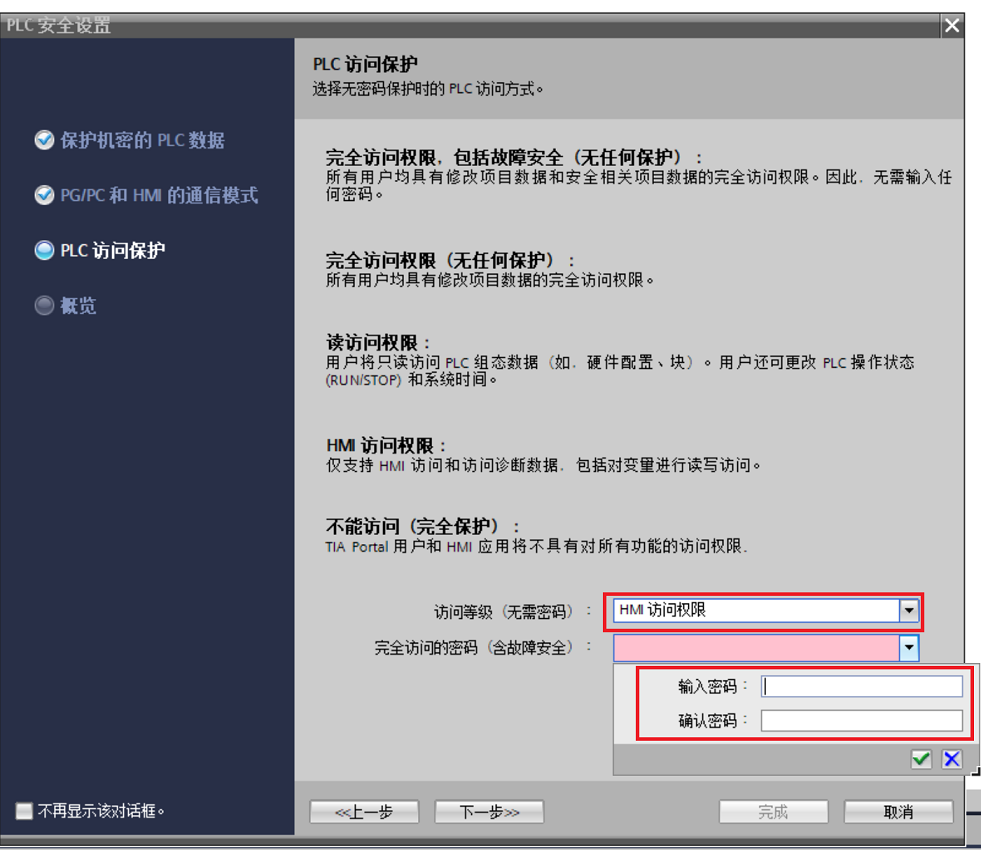 PLC 安全设置
保护机密的 PLC 数据
PG/PC 和 HMI 的通信模式
PLC 访问保护
概览
PLC 访问保护
选择无密码保护时的 PLC 访问方式。
完全访问权限，包括故障安全（无任何保护）：
所有用户均具有修改项目数据和安全相关项目数据的完全访问权限。因此，无需输入任
何密码。
完全访问权限（无任何保护）：
所有用户均具有修改项目数据的完全访问权限。
读访问权限：
用户将只读访问 PLC 组态数据（如，硬件配置、块）。用户还可更改 PLC 操作状态
(RUN/STOP) 和系统时间。
HMI 访问权限：
仅支持 HMI 访问和访问诊断数据，包括对变量进行读写访问。
不能访问（完全保护）：
TIA Portal 用户和 HMI 应用将不具有对所有功能的访问权限.
访问等级（无需密码）： HMI 访问权限
完全访问的密码（含故障安全）：
输入密码：
确认密码：
不再显示该对话框。
<<上一步 下一步>> 完成 取消